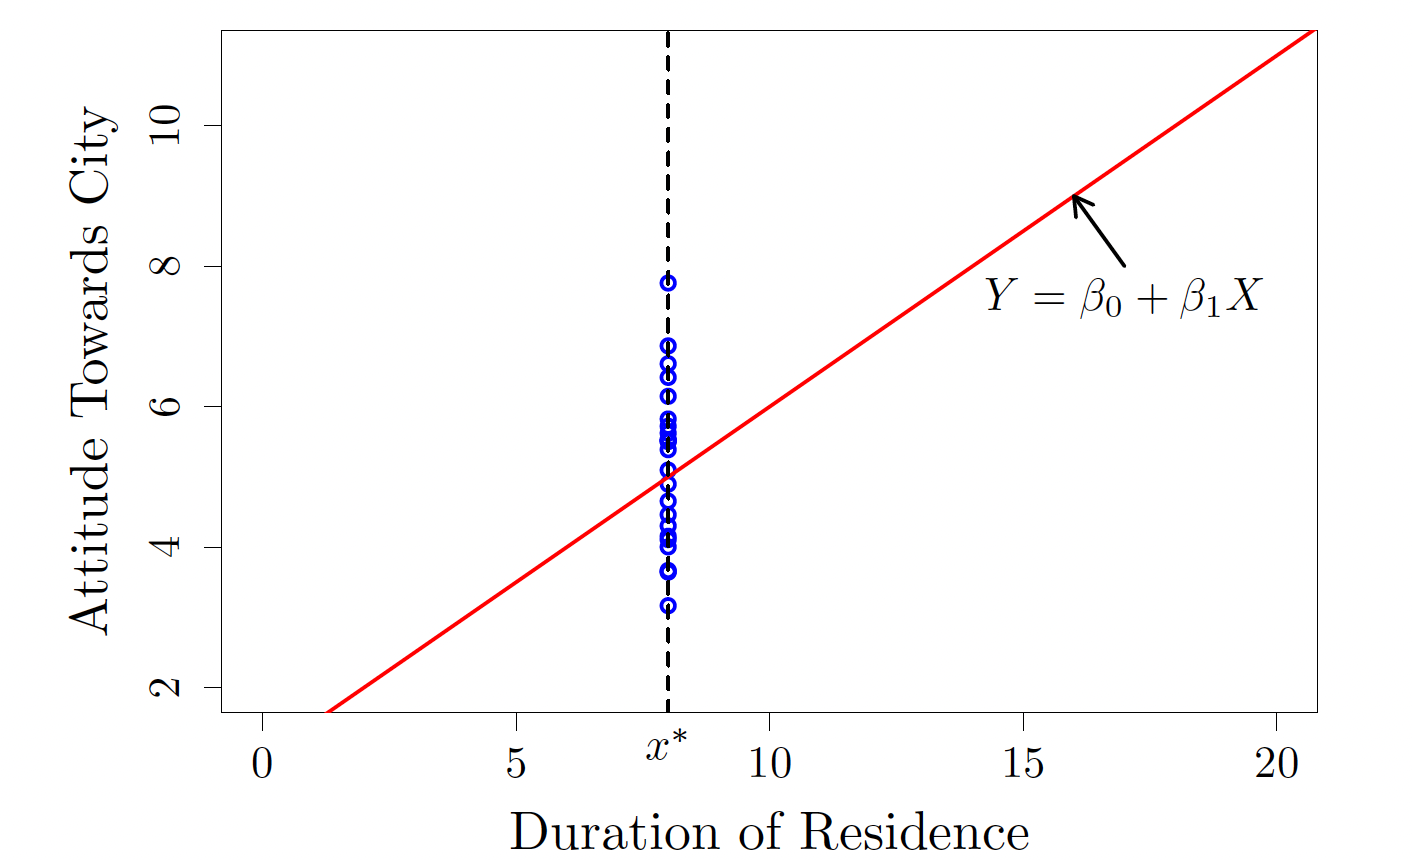 Attitude Towards City
10
8
6
4
2
Y = β₀ + β₁X
0
5
x*
10
15
20
Duration of Residence